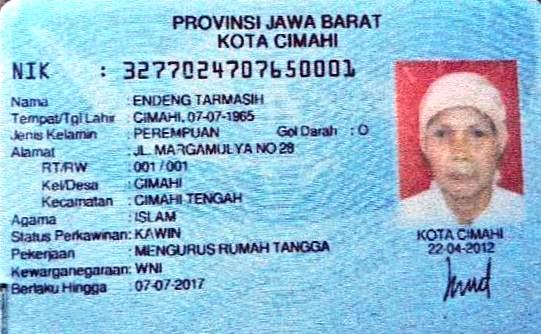 PROVINSI JAWA BARAT
KOTA CIMAHI
NIK : 3277024707650001
Nama : ENDENG TARMASIH
Tempat/Tgl Lahir : CIMAHI, 07-07-1965
Jenis Kelamin : PEREMPUAN Gol Darah : O
Alamat : JL. MARGAMULYA NO 28
RT/RW : 001 / 001
Kel/Desa : CIMAHI
Kecamatan : CIMAHI TENGAH
Agama : ISLAM
Status Perkawinan: KAWIN
Pekerjaan : MENGURUS RUMAH TANGGA
Kewarganegaraan: WNI
Berlaku Hingga : 07-07-2017
KOTA CIMAHI
22-04-2012